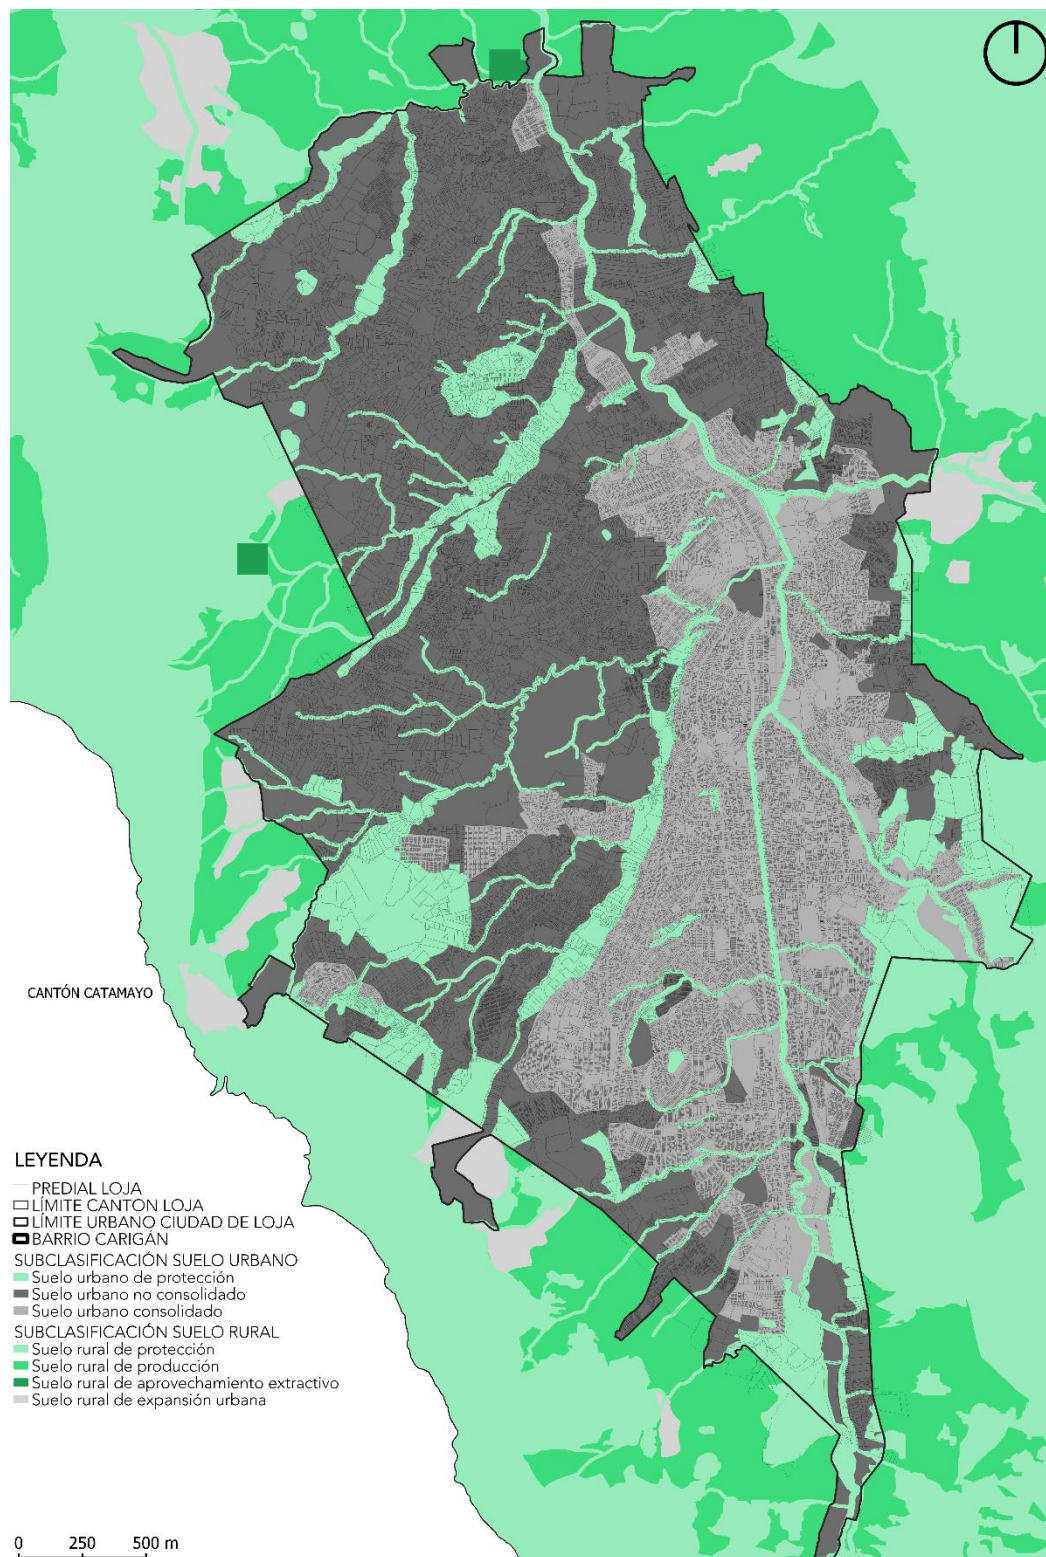 CANTÓN CATAMAYO
LEYENDA
PREDIAL LOJA
LÍMITE CANTON LOJA
LÍMITE URBANO CIUDAD DE LOJA
BARRIO CARIGÁN
SUBCLASIFICACIÓN SUELO URBANO
Suelo urbano de protección
Suelo urbano no consolidado
Suelo urbano consolidado
SUBCLASIFICACIÓN SUELO RURAL
Suelo rural de protección
Suelo rural de producción
Suelo rural de aprovechamiento extractivo
Suelo rural de expansión urbana
0 250 500 m